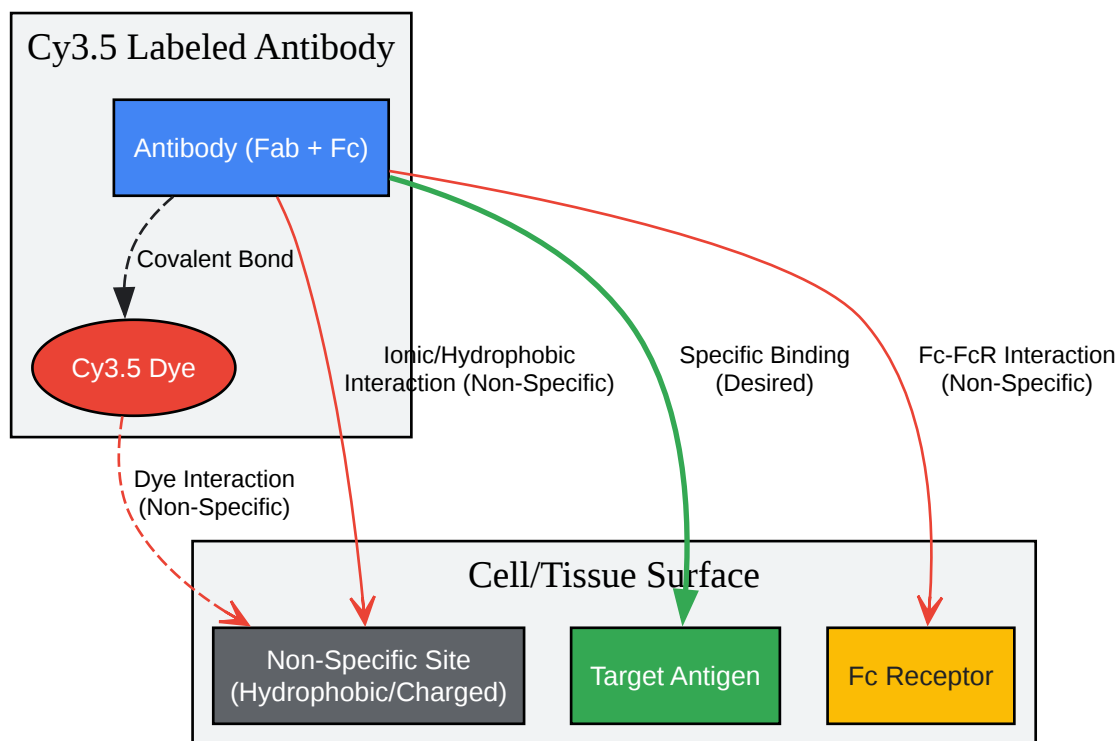 Cy3.5 Labeled Antibody
Antibody (Fab + Fc)
Covalent Bond
Cy3.5 Dye
Ionic/Hydrophobic
Interaction (Non-Specific)
Specific Binding
(Desired)
Fc-FcR Interaction
(Non-Specific)
Dye Interaction
(Non-Specific)
Cell/Tissue Surface
Non-Specific Site
(Hydrophobic/Charged)
Target Antigen
Fc Receptor